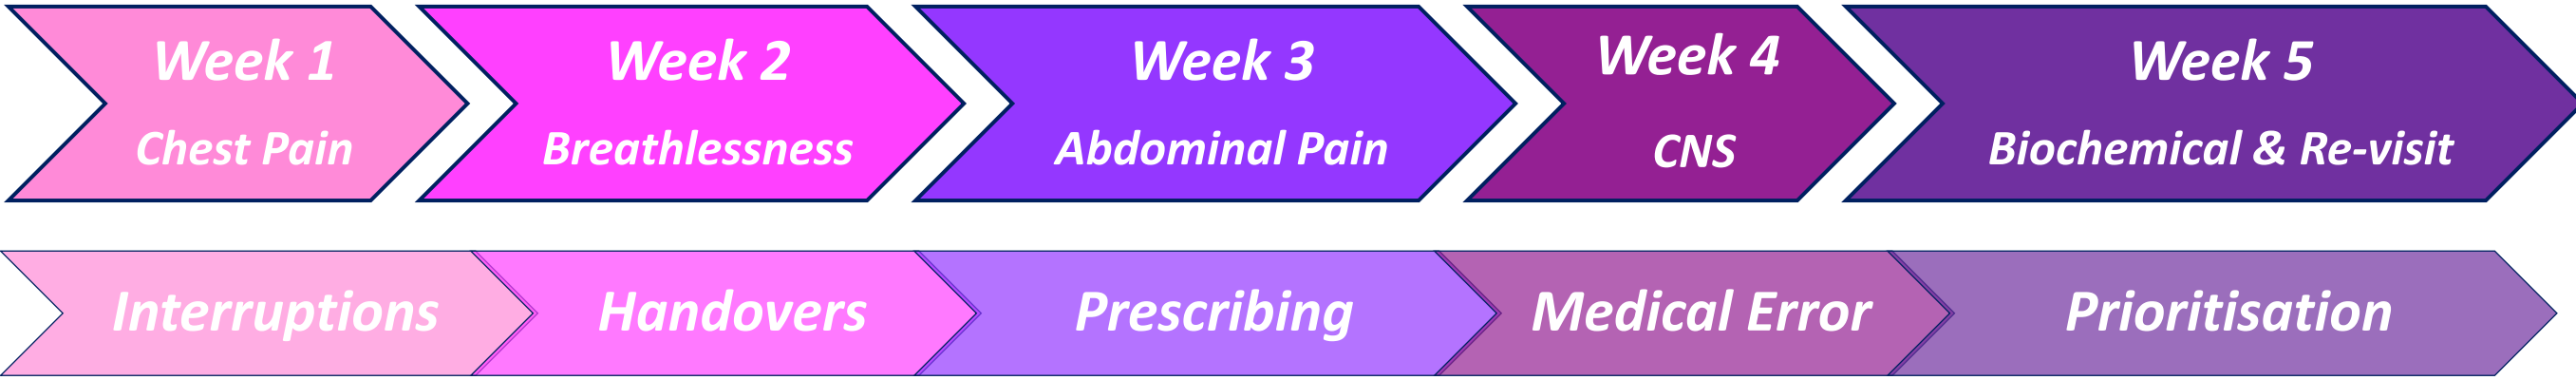 Week 1
Chest Pain
Week 2
Breathlessness
Week 3
Abdominal Pain
Week 4
CNS
Week 5
Biochemical & Re-visit
Interruptions
Handovers
Prescribing
Medical Error
Prioritisation